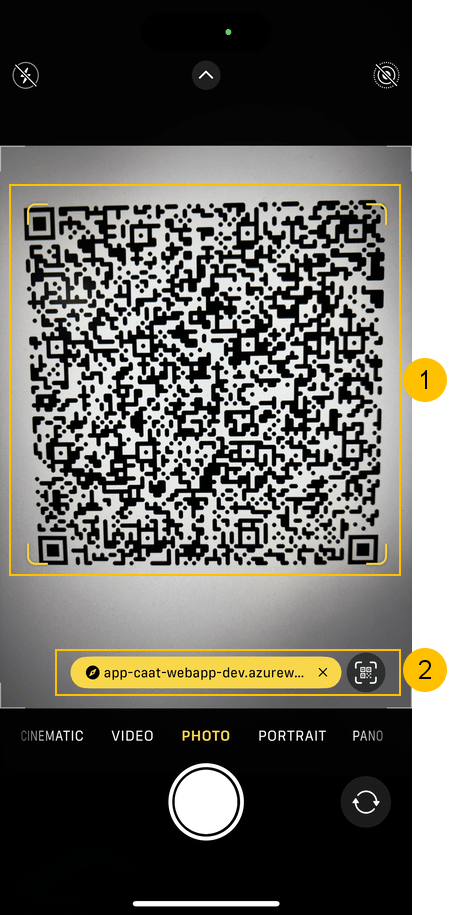 1
app-caat-webapp-dev.azurew...
2
CINEMATIC VIDEO PHOTO PORTRAIT PANO